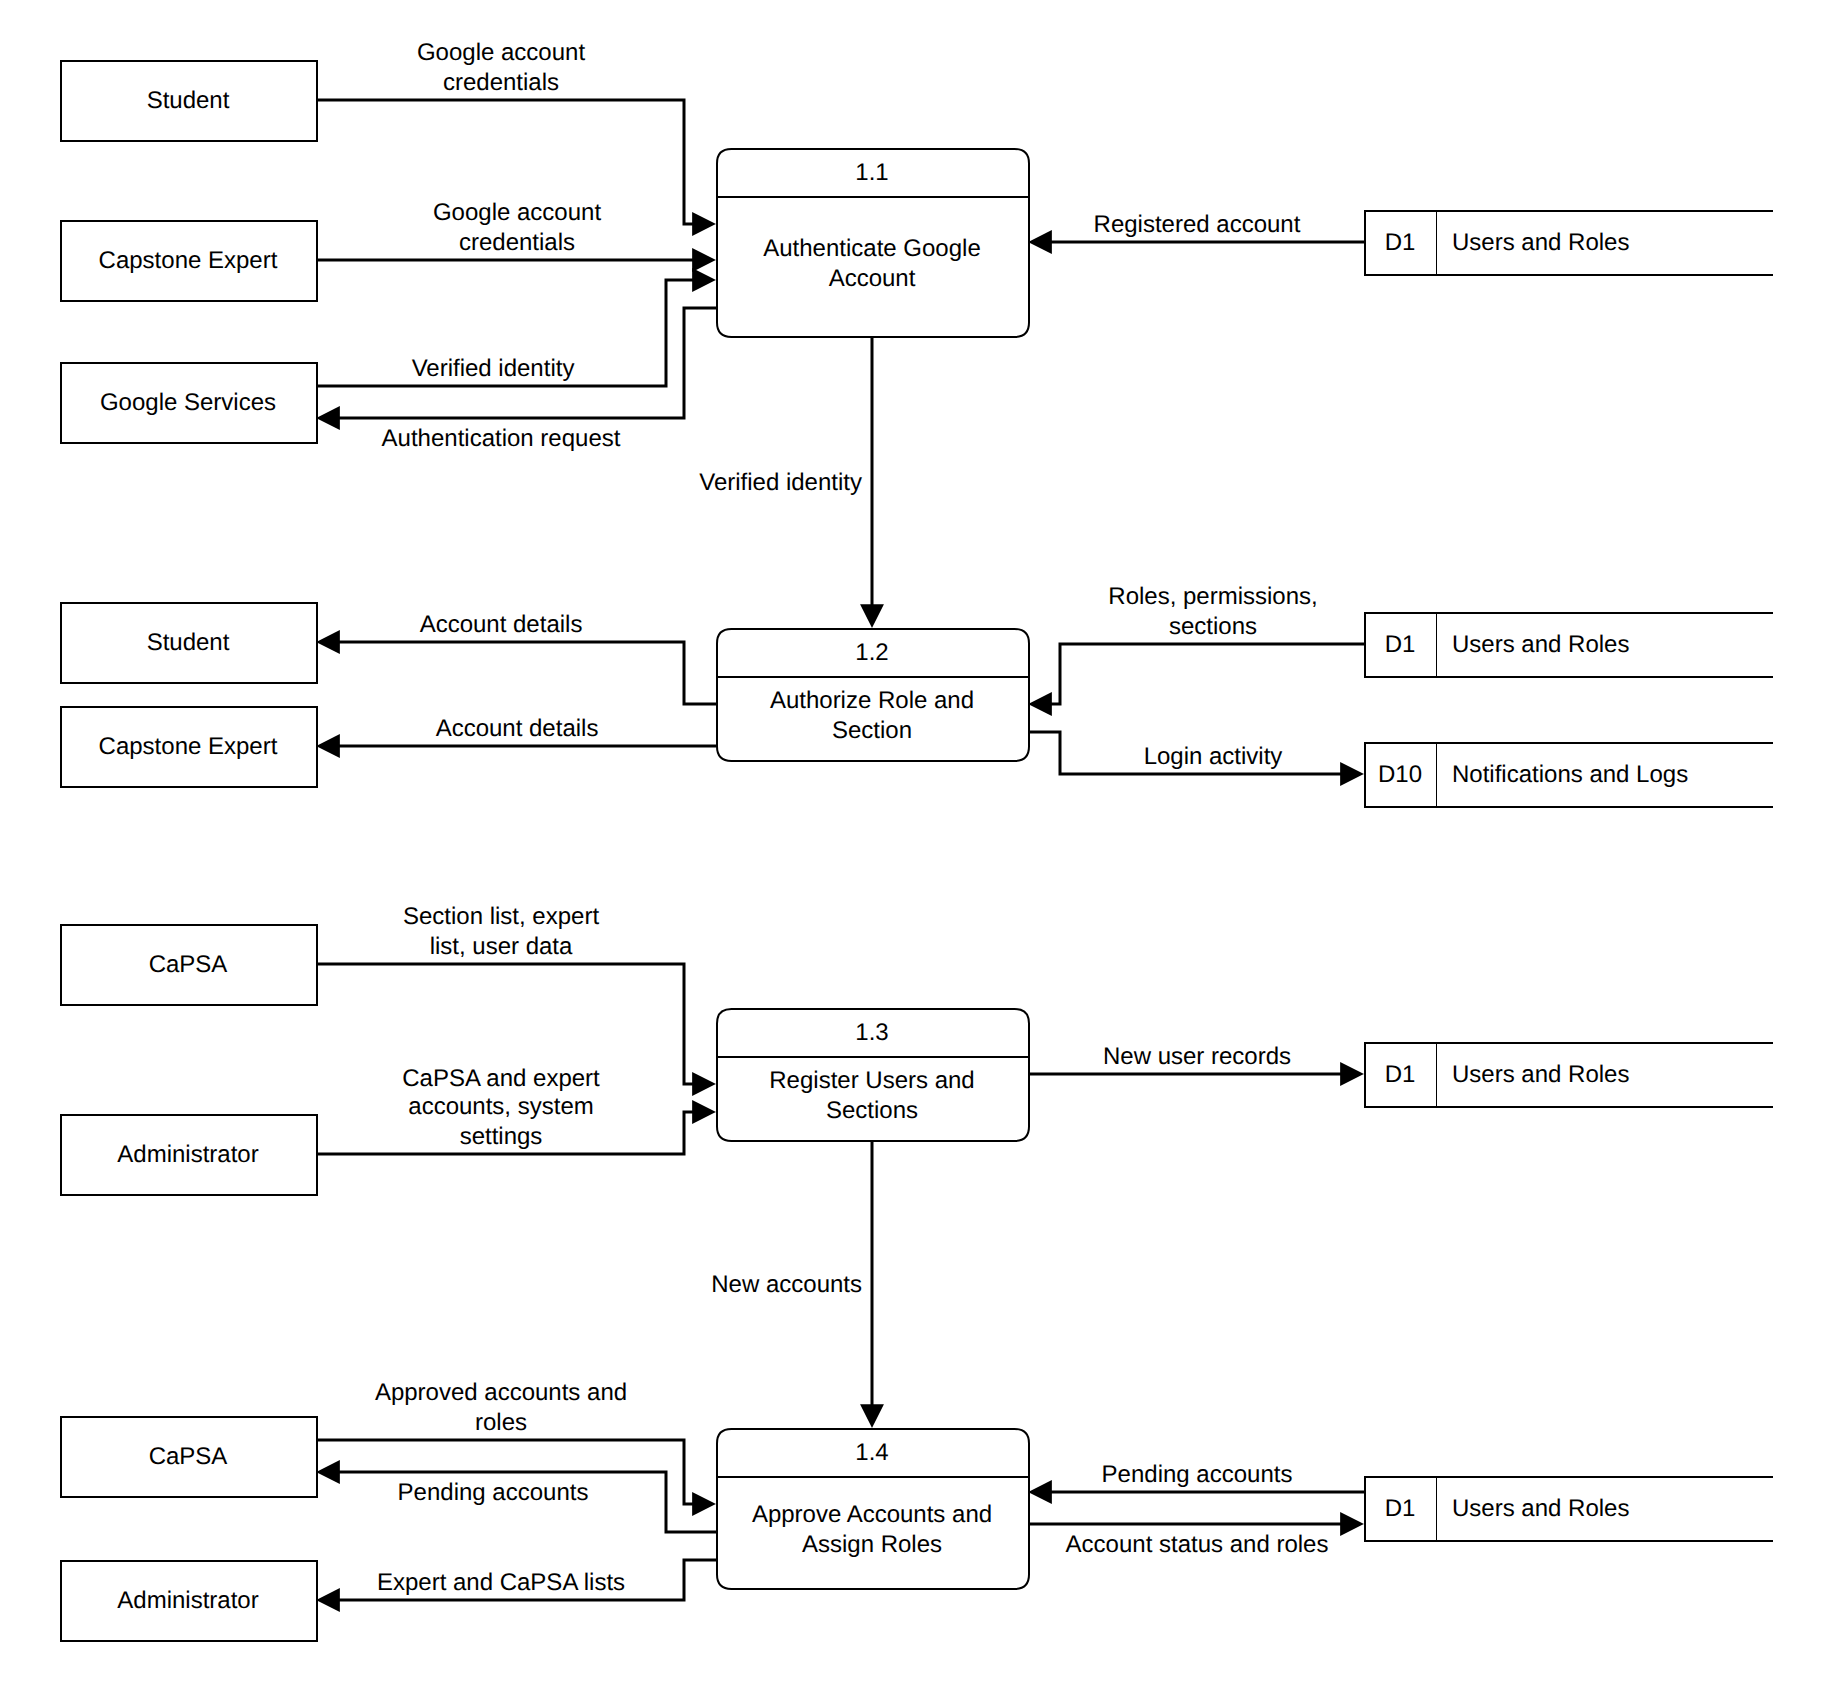 Google account
credentials
Student
1.1
Google account
credentials
Capstone Expert
Authenticate Google
Account
Registered account
D1
Users and Roles
Verified identity
Google Services
Authentication request
Verified identity
Roles, permissions,
sections
Student
Account details
1.2
Authorize Role and
Section
D1
Users and Roles
Capstone Expert
Account details
Login activity
D10
Notifications and Logs
Section list, expert
list, user data
CaPSA
1.3
Register Users and
Sections
New user records
D1
Users and Roles
CaPSA and expert
accounts, system
settings
Administrator
New accounts
Approved accounts and
roles
CaPSA
Pending accounts
1.4
Approve Accounts and
Assign Roles
Pending accounts
D1
Users and Roles
Account status and roles
Expert and CaPSA lists
Administrator